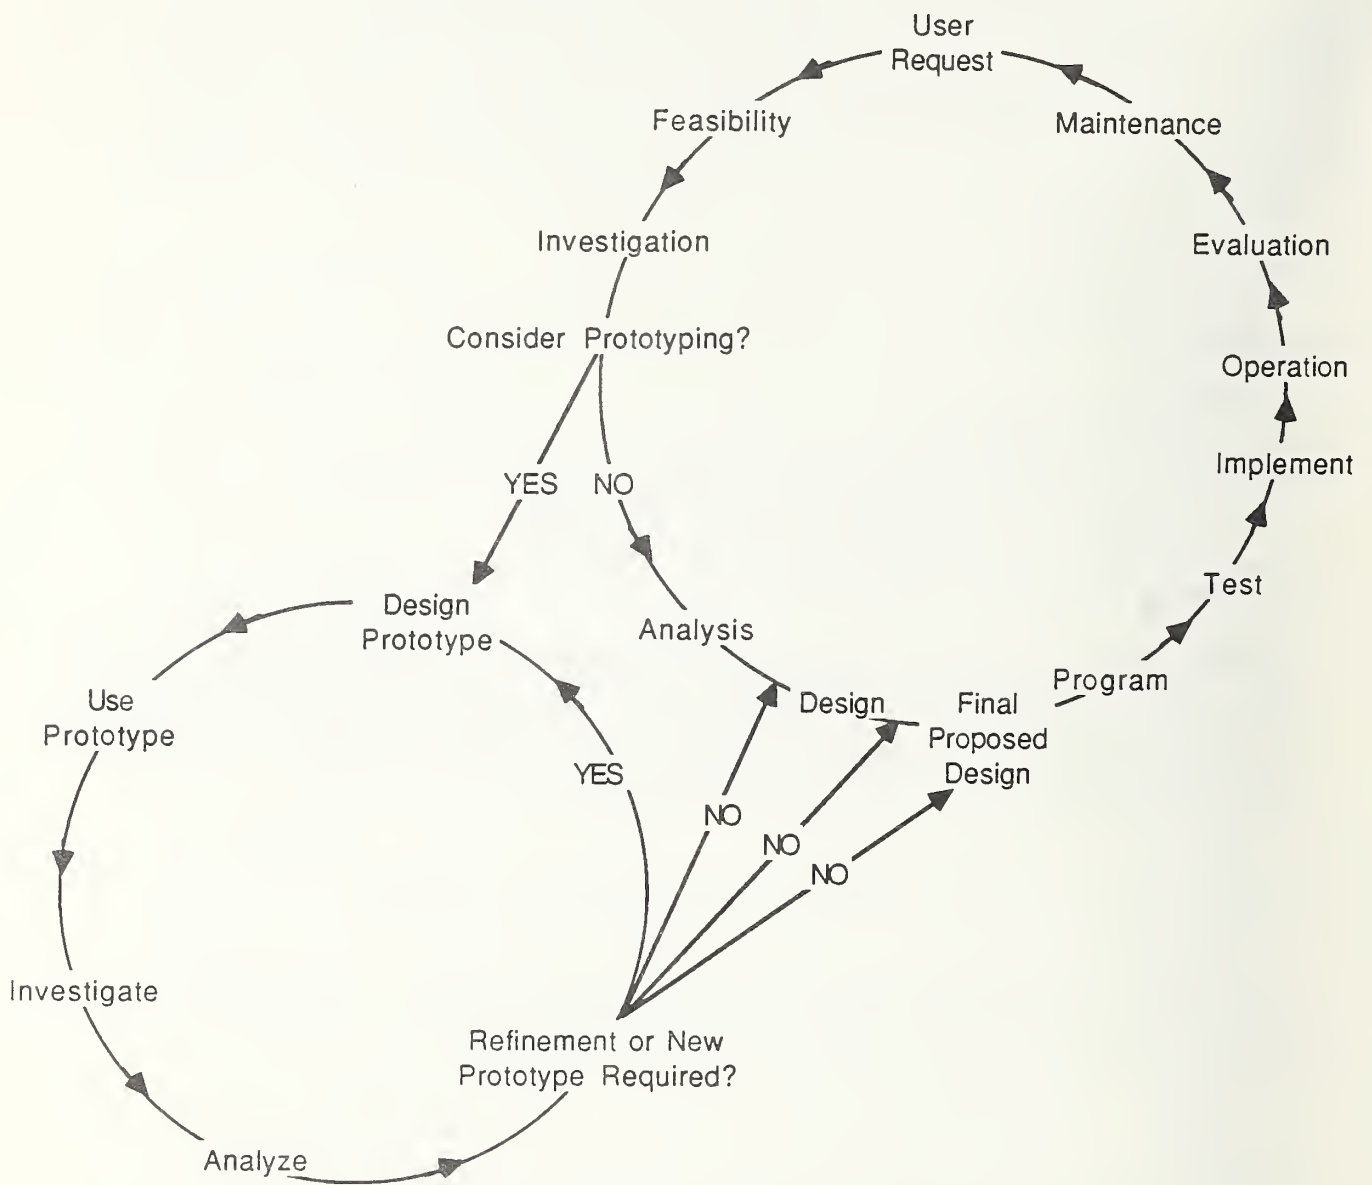 User
Request
Feasibility
Maintenance
Investigation
Evaluation
Consider Prototyping?
Operation
Implement
YES NO
Test
Design
Prototype
Analysis
Program
Use
Prototype
Design
Final
Proposed
Design
YES
NO
NO
NO
Investigate
Refinement or New
Prototype Required?
Analyze